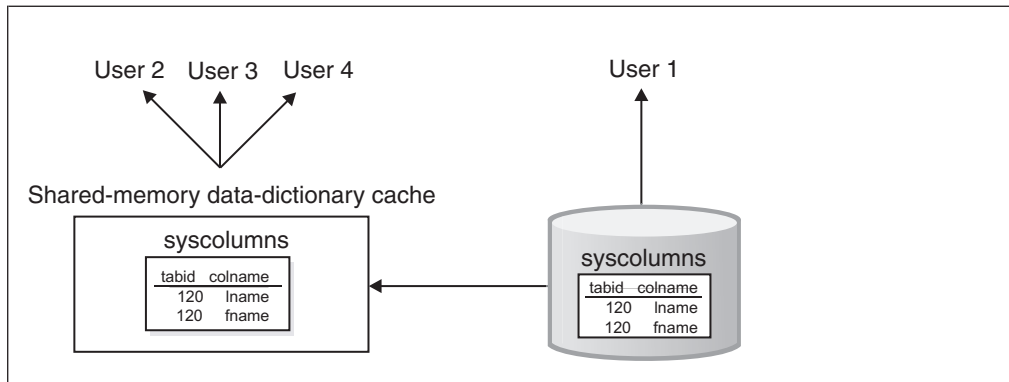 User 2 User 3 User 4
User 1
Shared-memory data-dictionary cache
syscolumns
tabid colname
120 lname
120 fname
syscolumns
tabid colname
120 lname
120 fname